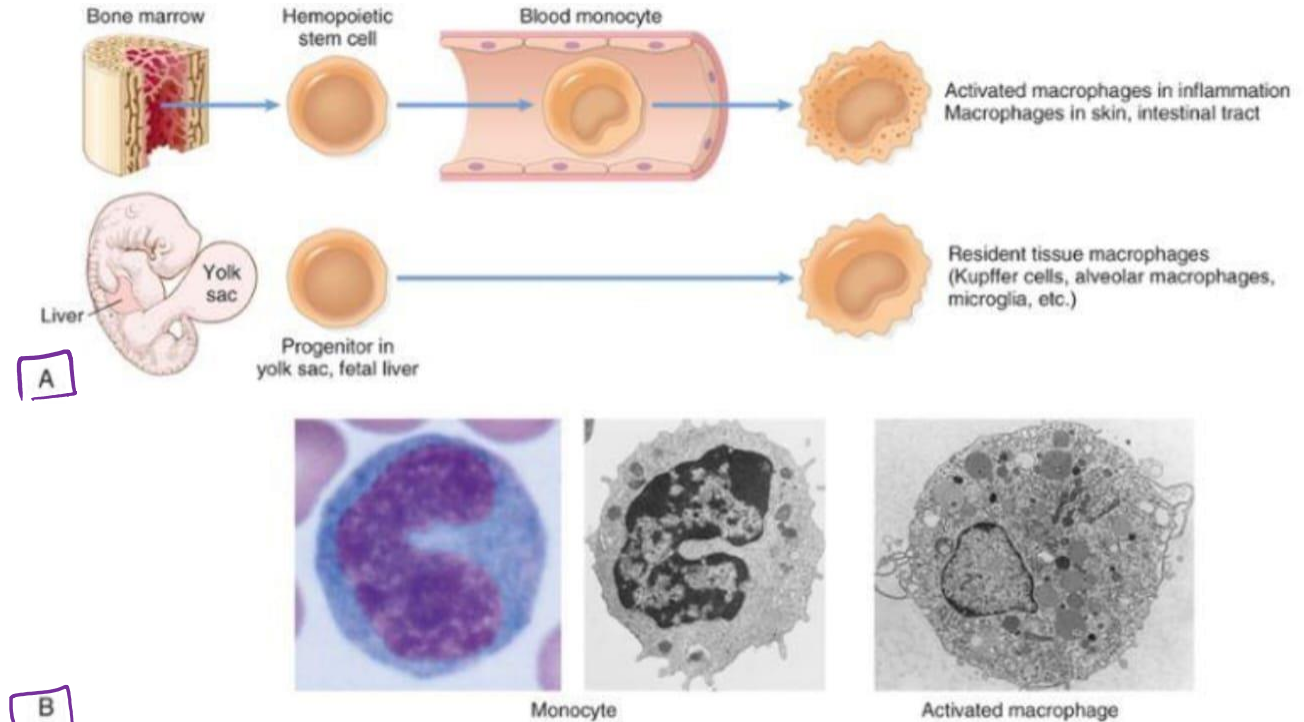 Bone marrow
Hemopoietic
stem cell
Blood monocyte
Activated macrophages in inflammation
Macrophages in skin, intestinal tract
Yolk
sac
Liver
Progenitor in
yolk sac, fetal liver
Resident tissue macrophages
(Kupffer cells, alveolar macrophages,
microglia, etc.)
A
B
Monocyte
Activated macrophage